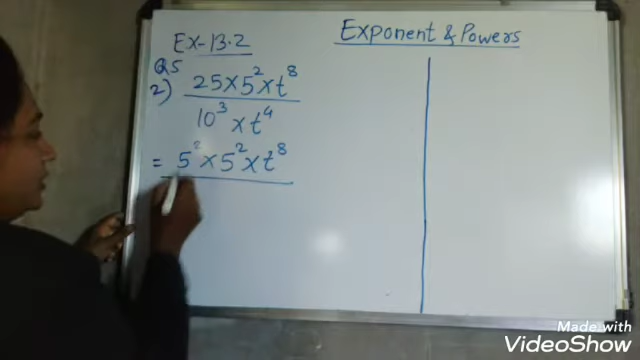 Exponent & Powers
Ex-13.2
Q5
2) 25×5²×t⁸
10³×t⁴
= 5²×5²×t⁸
Made with
VideoShow